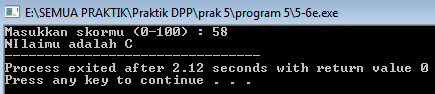 E:\SEMUA PRAKTIK\Praktik DPP\prak 5\program 5\5-6e.exe
Masukkan skormu (0-100) : 58
NIlaimu adalah C
--------------------------------
Process exited after 2.12 seconds with return value 0
Press any key to continue . . .